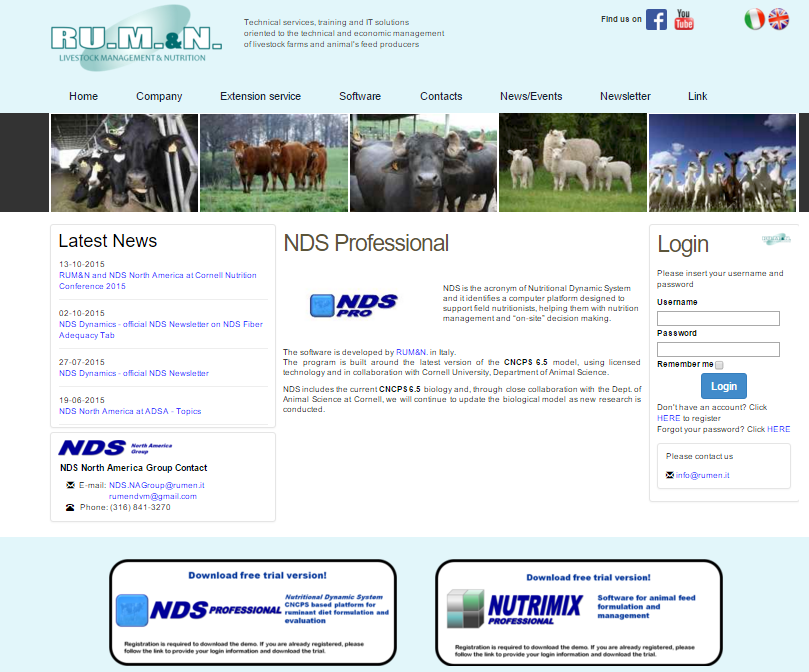 RU.M.&N.
LIVESTOCK MANAGEMENT & NUTRITION
Technical services, training and IT solutions
oriented to the technical and economic management
of livestock farms and animal's feed producers
Find us on
You
Tube
Home Company Extension service Software Contacts News/Events Newsletter Link
Latest News
13-10-2015
RUM&N and NDS North America at Cornell Nutrition
Conference 2015
02-10-2015
NDS Dynamics - official NDS Newsletter on NDS Fiber
Adequacy Tab
27-07-2015
NDS Dynamics - official NDS Newsletter
19-06-2015
NDS North America at ADSA - Topics
NDS North America
Group
NDS North America Group Contact
E-mail: NDS.NAGroup@rumen.it
rumendvm@gmail.com
Phone: (316) 841-3270
NDS Professional
NDS
PRO
NDS is the acronym of Nutritional Dynamic System
and it identifies a computer platform designed to
support field nutritionists, helping them with nutrition
management and "on-site" decision making.
The software is developed by RUM&N. in Italy.
The program is built around the latest version of the CNCPS 6.5 model, using licensed
technology and in collaboration with Cornell University, Department of Animal Science.
NDS includes the current CNCPS 6.5 biology and, through close collaboration with the Dept. of
Animal Science at Cornell, we will continue to update the biological model as new research is
conducted.
Login
Please insert your username and
password
Username
Password
Remember me
Login
Don't have an account? Click
HERE to register
Forgot your password? Click HERE
Please contact us
info@rumen.it
Download free trial version!
NDS PROFESSIONAL
Nutritional Dynamic System
CNCPS based platform for
ruminant diet formulation and
evaluation
Registration is required to download the demo. If you are already registered, please
follow the link to provide your login information and download the trial.
Download free trial version!
NUTRIMIX
PROFESSIONAL
Software for animal feed
formulation and
management
Registration is required to download the demo. If you are already registered, please
follow the link to provide your login information and download the trial.